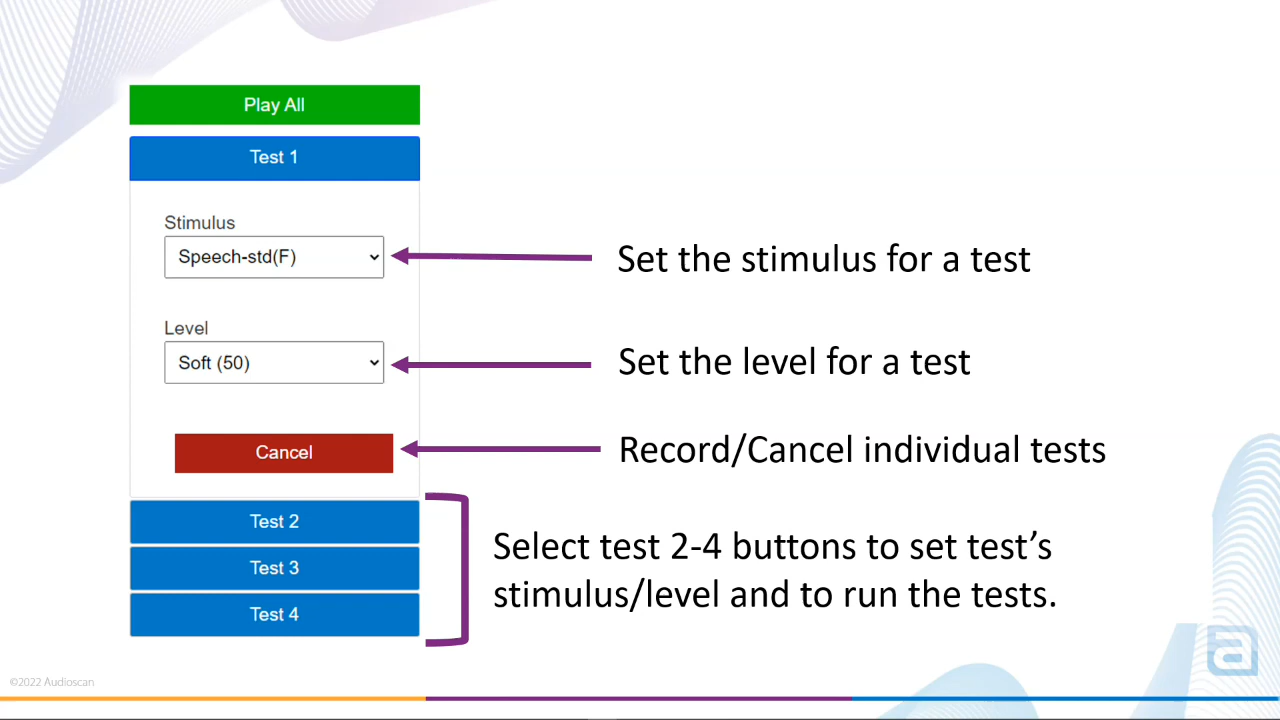 Play All
Test 1
Stimulus
Speech-std(F)
Set the stimulus for a test
Level
Soft (50)
Set the level for a test
Cancel
Record/Cancel individual tests
Test 2
Test 3
Test 4
Select test 2-4 buttons to set test’s
stimulus/level and to run the tests.
a
©2022 Audioscan